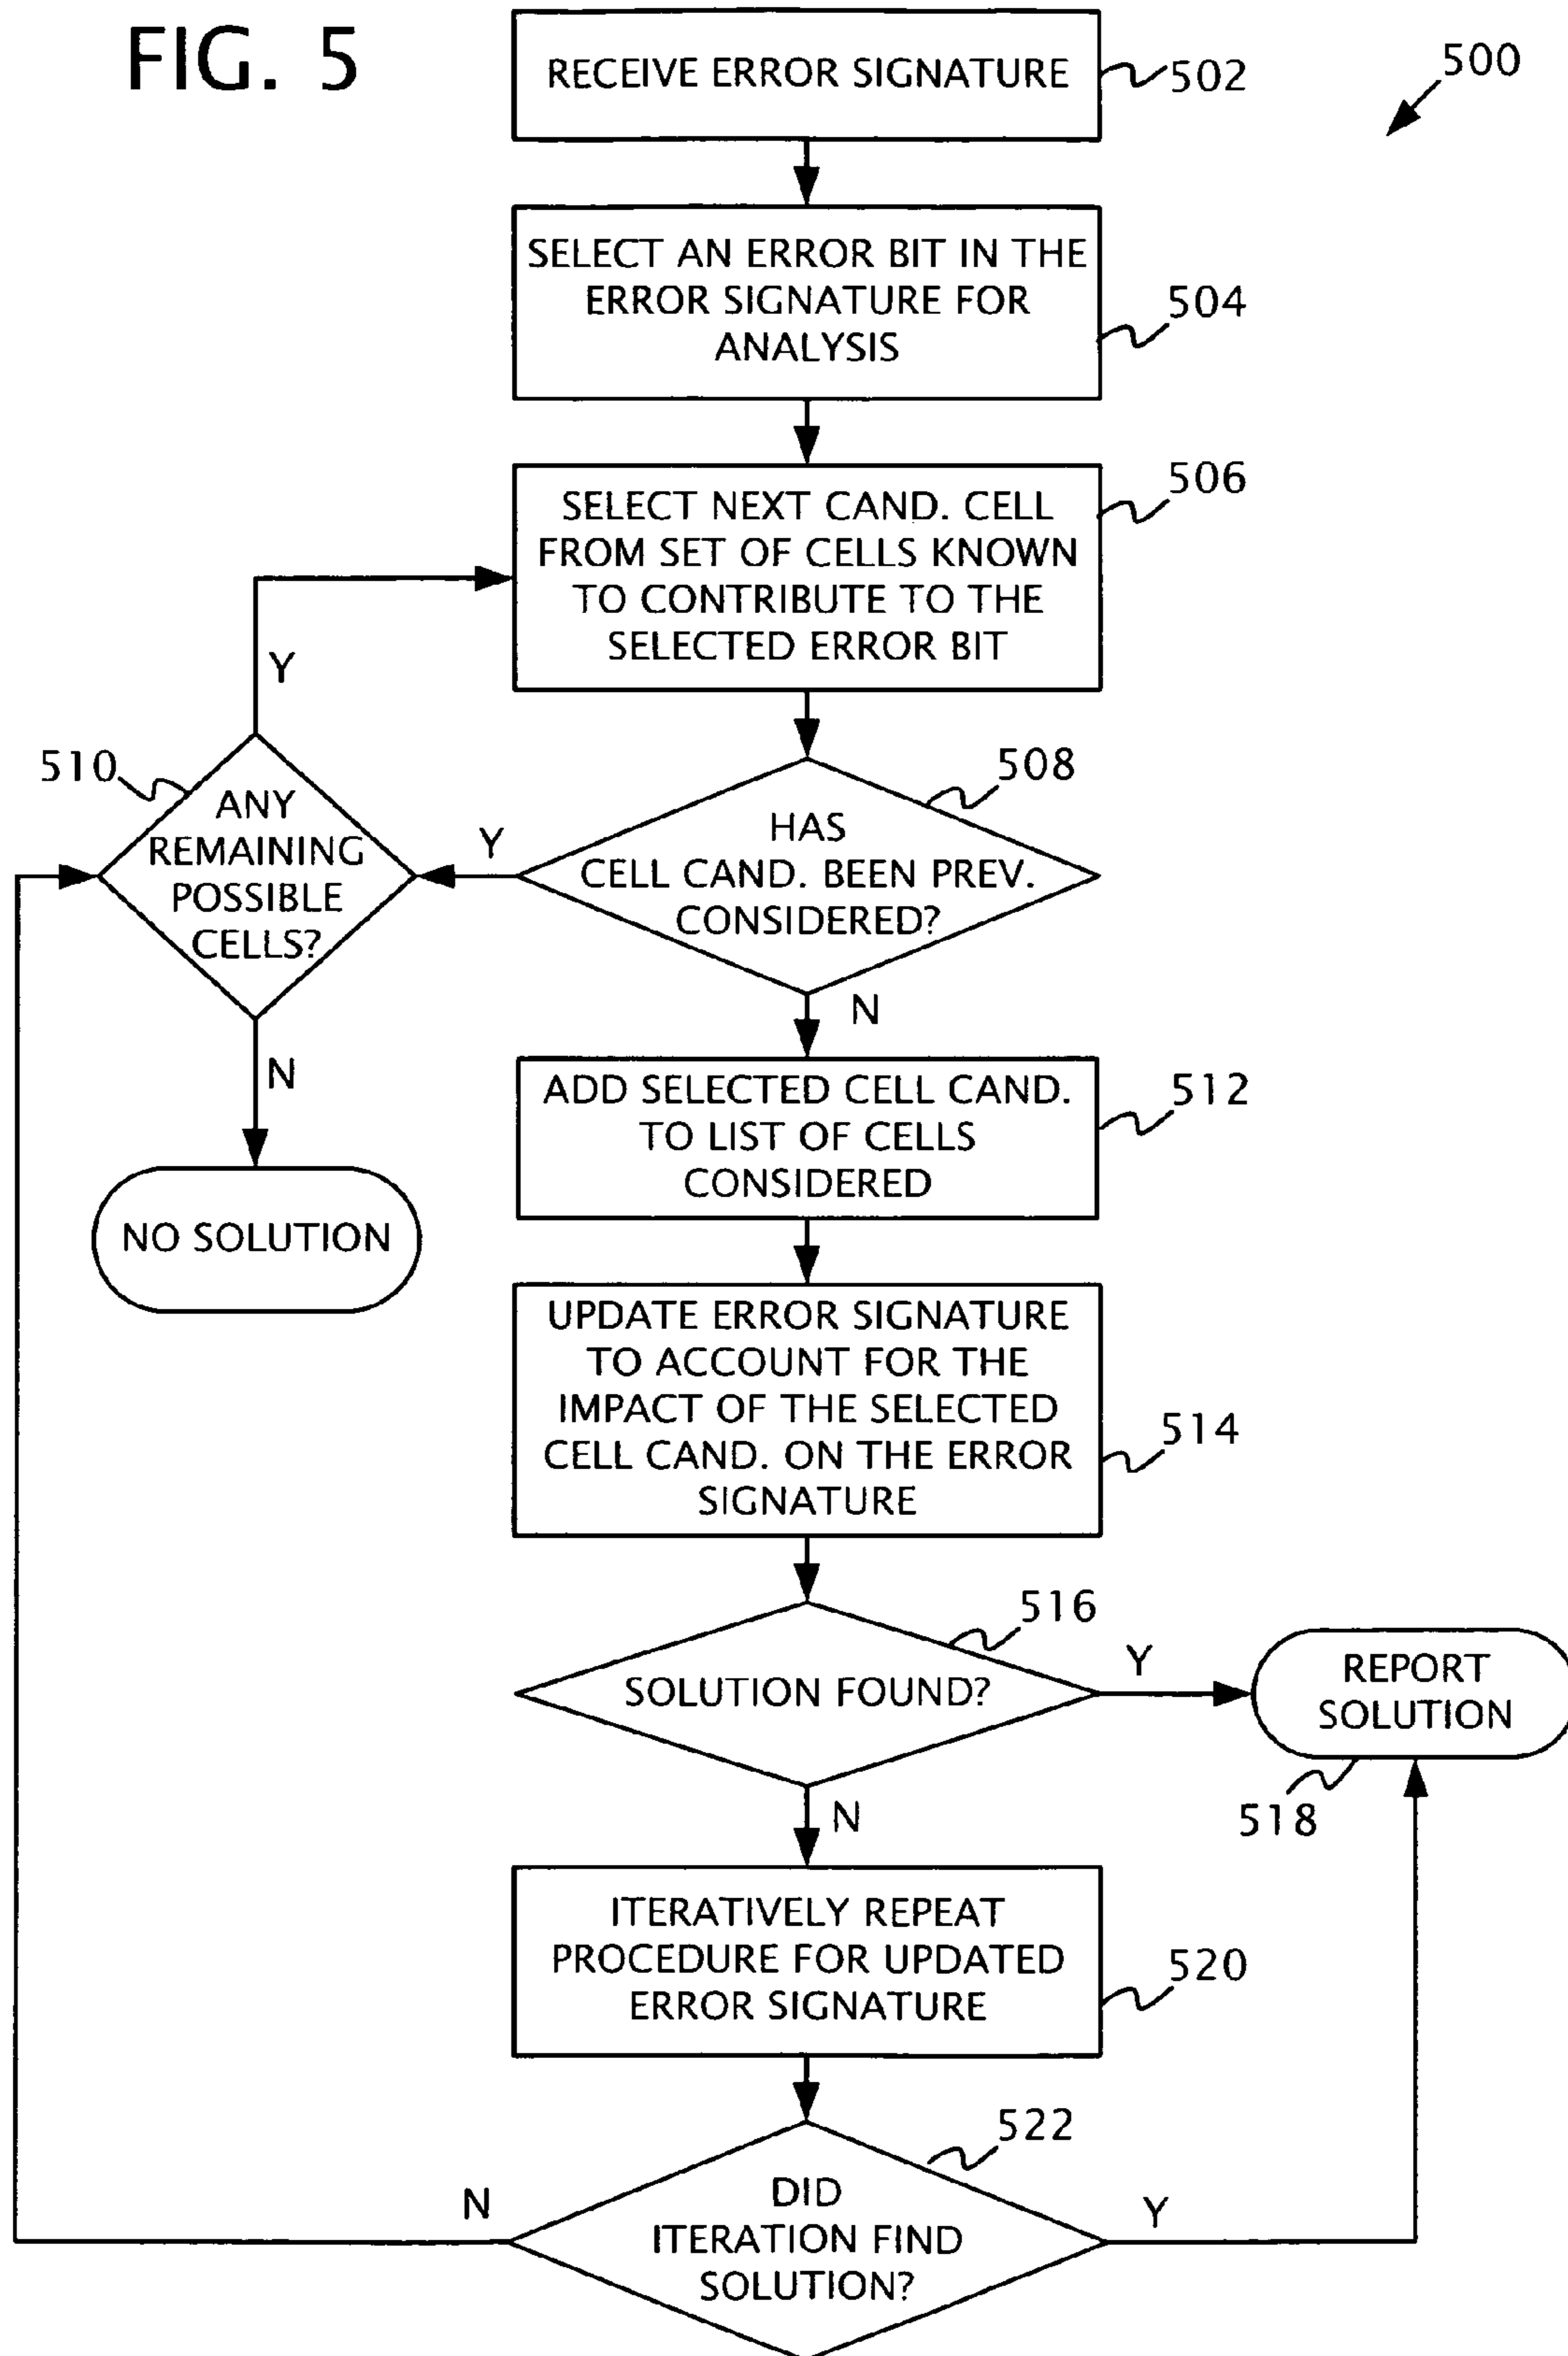 FIG. 5
500
RECEIVE ERROR SIGNATURE
502
SELECT AN ERROR BIT IN THE
ERROR SIGNATURE FOR
ANALYSIS
504
SELECT NEXT CAND. CELL
FROM SET OF CELLS KNOWN
TO CONTRIBUTE TO THE
SELECTED ERROR BIT
506
Y
510
ANY
REMAINING
POSSIBLE
CELLS?
Y
HAS
CELL CAND. BEEN PREV.
CONSIDERED?
508
N
N
NO SOLUTION
ADD SELECTED CELL CAND.
TO LIST OF CELLS
CONSIDERED
512
UPDATE ERROR SIGNATURE
TO ACCOUNT FOR THE
IMPACT OF THE SELECTED
CELL CAND. ON THE ERROR
SIGNATURE
514
SOLUTION FOUND?
516
Y
REPORT
SOLUTION
518
N
ITERATIVELY REPEAT
PROCEDURE FOR UPDATED
ERROR SIGNATURE
520
N
DID
ITERATION FIND
SOLUTION?
522
Y